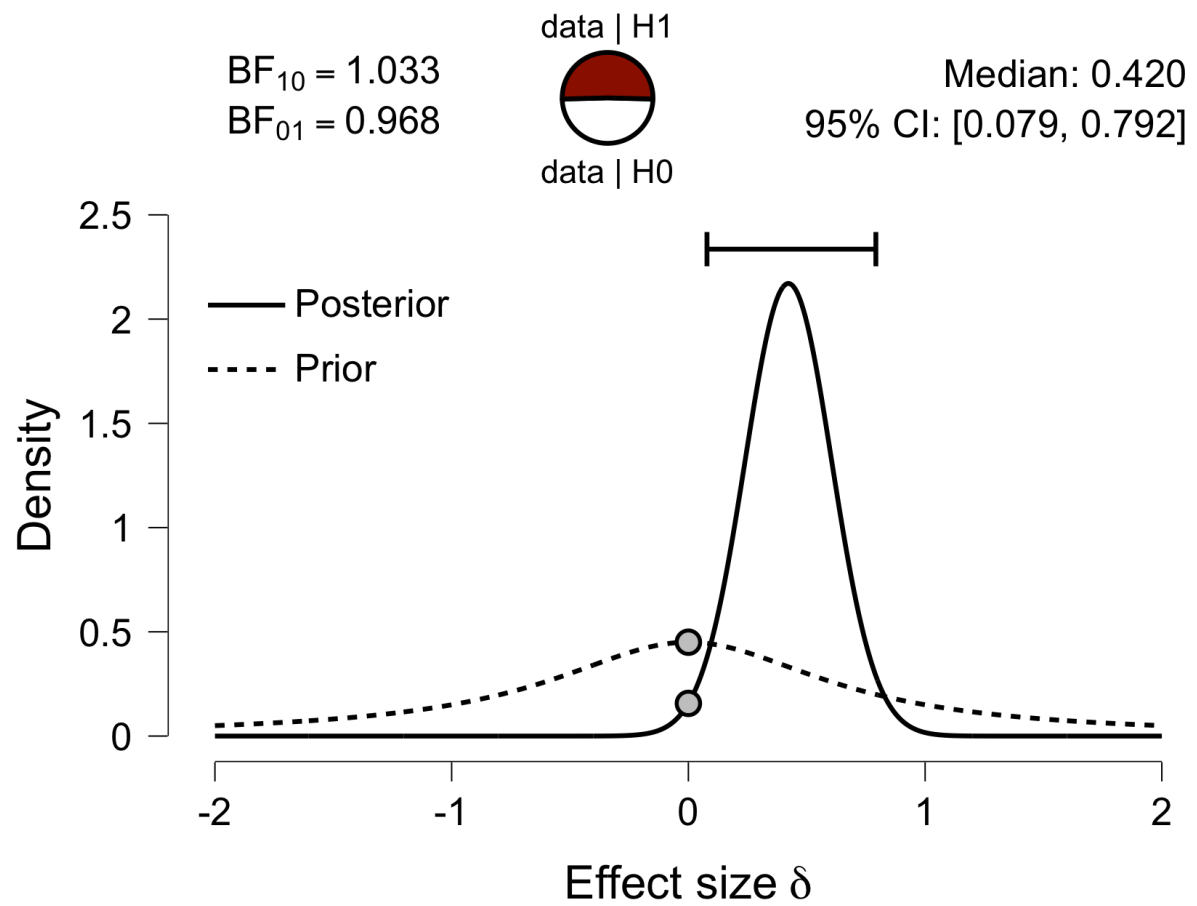 data | H1
BF10 = 1.033
BF01 = 0.968
Median: 0.420
95% CI: [0.079, 0.792]
data | H0
2.5
2
1.5
1
0.5
0
Density
Posterior
Prior
-2
-1
0
1
2
Effect size δ